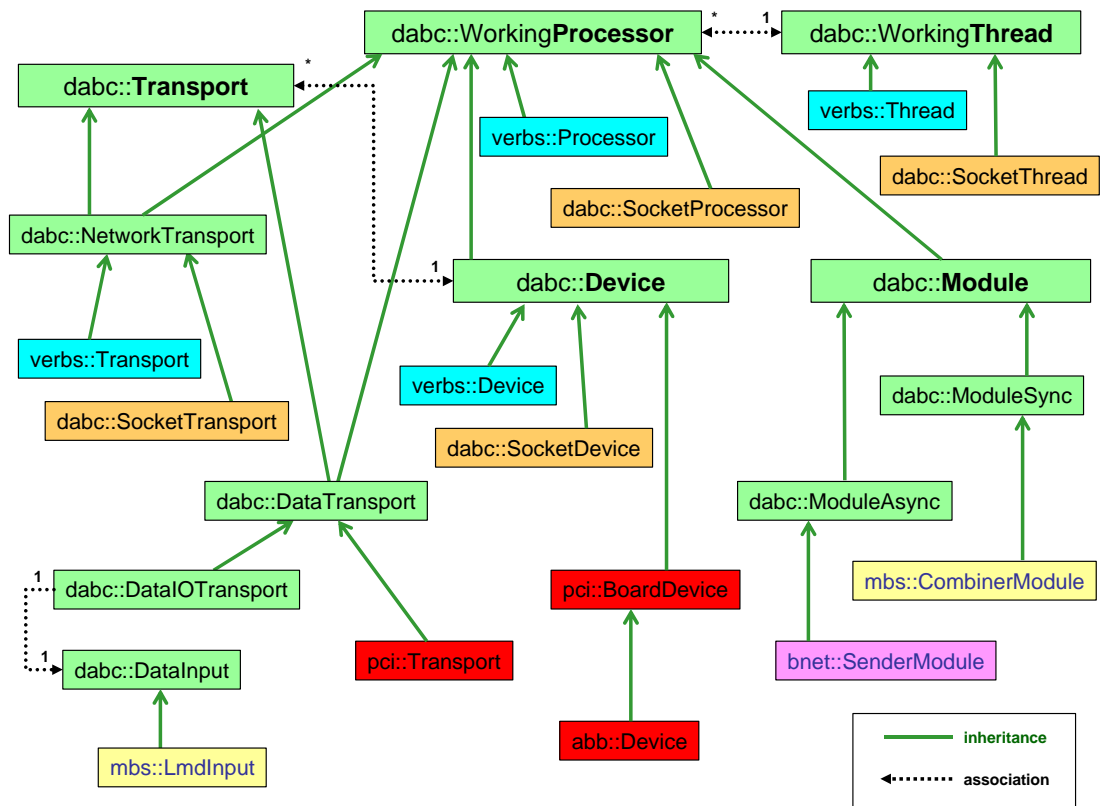 dabc::WorkingProcessor
* 1
dabc::WorkingThread
dabc::Transport
*
verbs::Thread
verbs::Processor
dabc::SocketThread
dabc::SocketProcessor
dabc::NetworkTransport
1
dabc::Device
dabc::Module
verbs::Transport
verbs::Device
dabc::ModuleSync
dabc::SocketTransport
dabc::SocketDevice
dabc::DataTransport
dabc::ModuleAsync
1
dabc::DataIOTransport
pci::BoardDevice
mbs::CombinerModule
1
dabc::DataInput
pci::Transport
bnet::SenderModule
abb::Device
inheritance
mbs::LmdInput
association